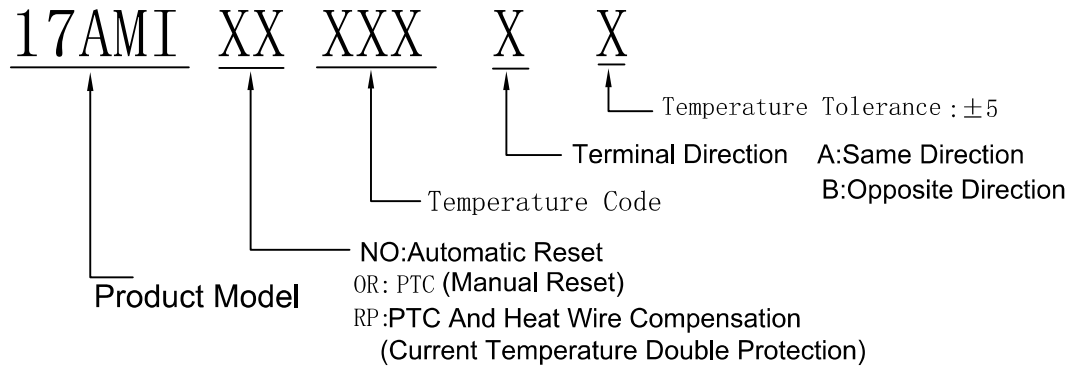 17AMI XX XXX X X
Temperature Tolerance :±5
Terminal Direction A:Same Direction
B:Opposite Direction
Temperature Code
NO:Automatic Reset
OR: PTC (Manual Reset)
Product Model
RP:PTC And Heat Wire Compensation
(Current Temperature Double Protection)